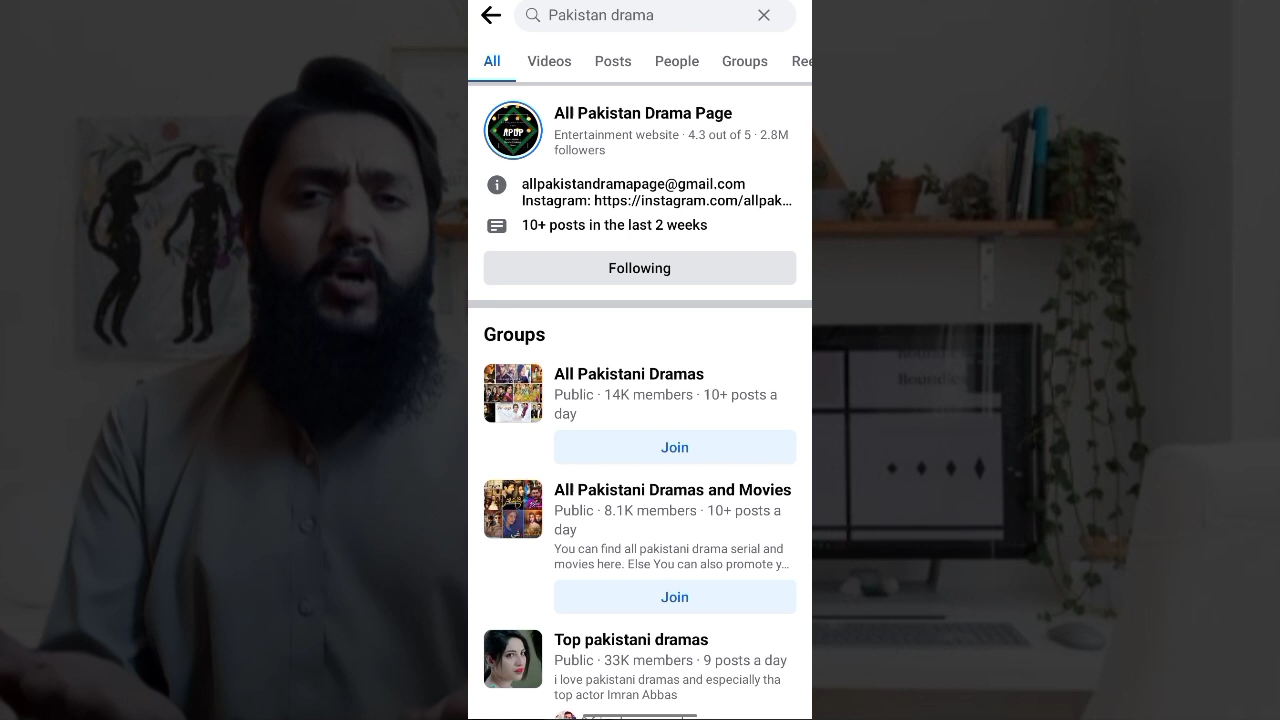 Pakistan drama
All Videos Posts People Groups Ree
All Pakistan Drama Page
Entertainment website · 4.3 out of 5 · 2.8M
followers
allpakistandramapage@gmail.com
Instagram: https://instagram.com/allpak...
10+ posts in the last 2 weeks
Following
Groups
All Pakistani Dramas
Public · 14K members · 10+ posts a
day
Join
All Pakistani Dramas and Movies
Public · 8.1K members · 10+ posts a
day
You can find all pakistani drama serial and
movies here. Else You can also promote y...
Join
Top pakistani dramas
Public · 33K members · 9 posts a day
i love pakistani dramas and especially tha
top actor Imran Abbas